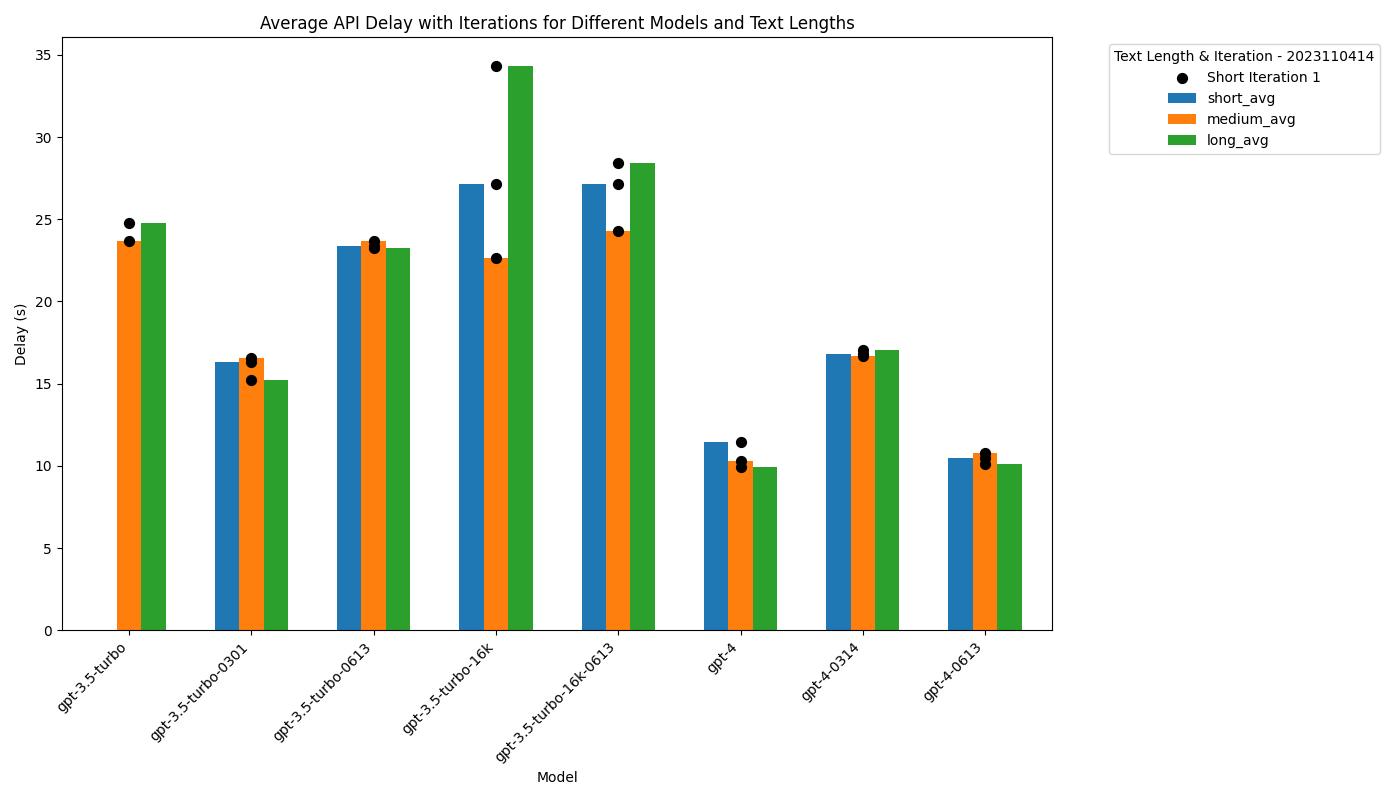 Average API Delay with Iterations for Different Models and Text Lengths
Text Length & Iteration - 2023110414
Short Iteration 1
short_avg
medium_avg
long_avg
Delay (s)
35
30
25
20
15
10
5
0
gpt-3.5-turbo
gpt-3.5-turbo-0301
gpt-3.5-turbo-0613
gpt-3.5-turbo-16k
gpt-3.5-turbo-16k-0613
gpt-4
gpt-4-0314
gpt-4-0613
Model